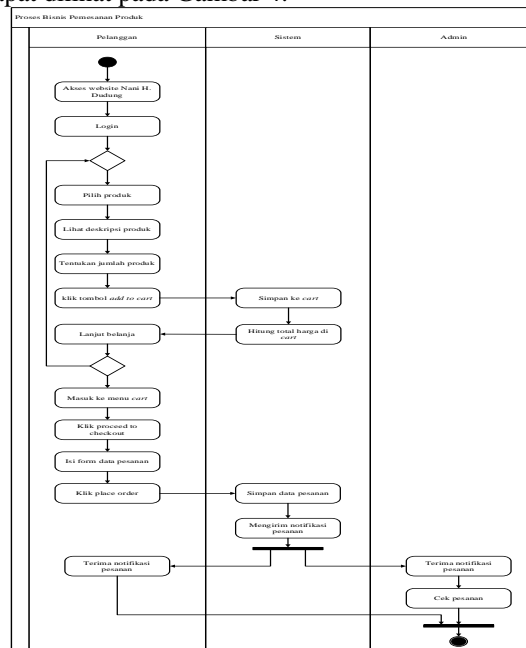 dapat dilihat pada Gambar 4.
Proses Bisnis Pemesanan Produk
Pelanggan
Sistem
Admin
Akses website Nani H.
Dudung
Login
Pilih produk
Lihat deskripsi produk
Tentukan jumlah produk
klik tombol add to cart
Simpan ke cart
Lanjut belanja
Hitung total harga di
cart
Masuk ke menu cart
Klik proceed to
checkout
Isi form data pesanan
Klik place order
Simpan data pesanan
Mengirim notifikasi
pesanan
Terima notifikasi
pesanan
Terima notifikasi
pesanan
Cek pesanan